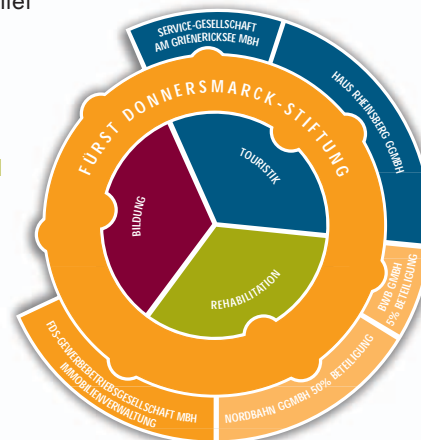 SERVICE-GESELLSCHAFT
AM GRIENERICKSEE MBH
HAUS RHEINSBERG GGMBH
FÜRST DONNERSMARCK-STIFTUNG
TOURISTIK
BILDUNG
REHABILITATION
BWB GMBH
5% BETEILIGUNG
NORDBAHN GGMBH 50% BETEILIGUNG
FDS-GEWERBEBETRIEBSGESELLSCHAFT MBH
IMMOBILIENVERWALTUNG